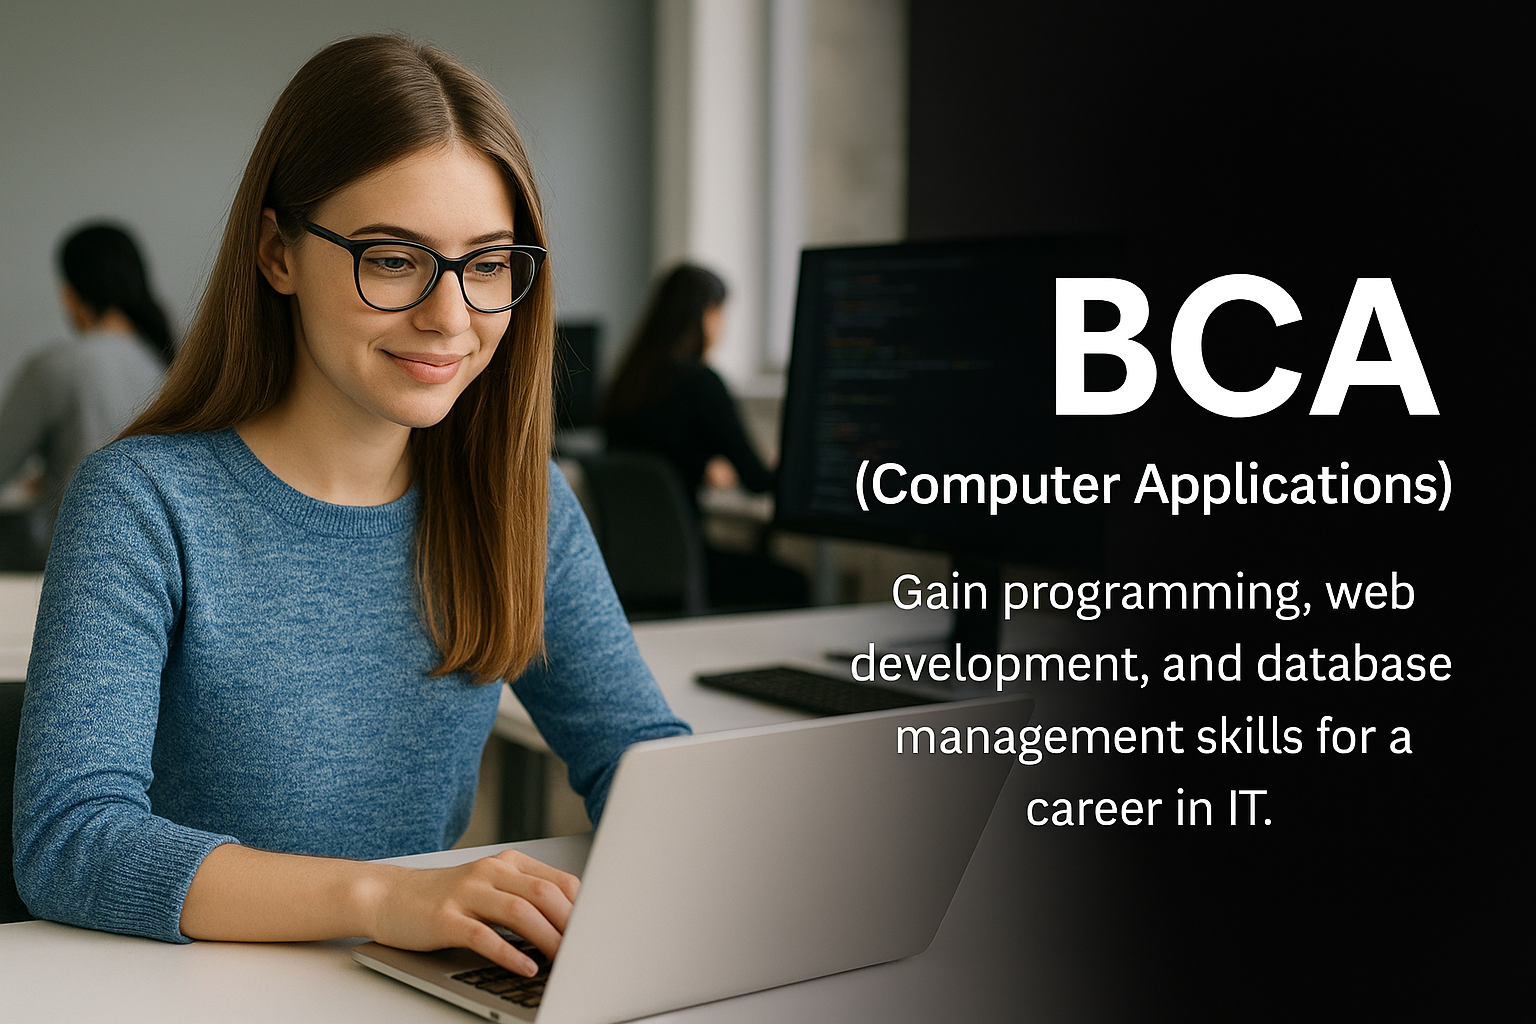 BCA
(Computer Applications)
Gain programming, web
development, and database
management skills for a
career in IT.